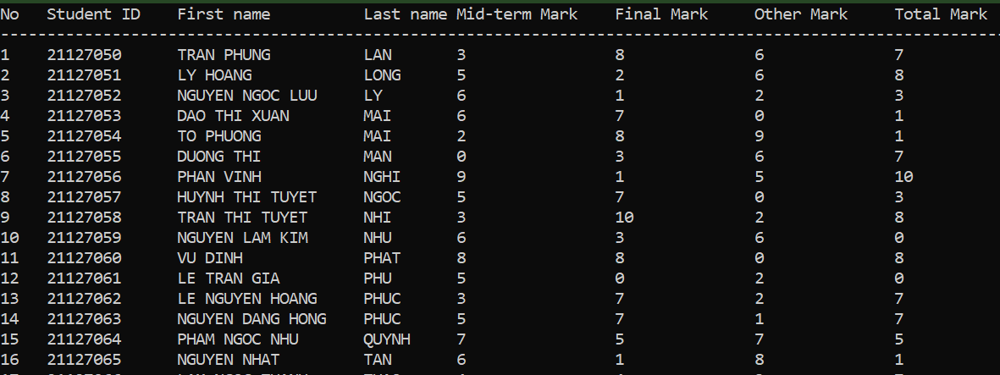 No Student ID First name Last name Mid-term Mark Final Mark Other Mark Total Mark
-----------------------------------------------------------------------------------------------------------
1 21127050 TRAN PHUNG LAN 3 8 6 7
2 21127051 LY HOANG LONG 5 2 6 8
3 21127052 NGUYEN NGOC LUU LY 6 1 2 3
4 21127053 DAO THI XUAN MAI 6 7 0 1
5 21127054 TO PHUONG MAI 2 8 9 1
6 21127055 DUONG THI MAN 0 3 6 7
7 21127056 PHAN VINH NGHI 9 1 5 10
8 21127057 HUYNH THI TUYET NGOC 5 7 0 3
9 21127058 TRAN THI TUYET NHI 3 10 2 8
10 21127059 NGUYEN LAM KIM NHU 6 3 6 0
11 21127060 VU DINH PHAT 8 8 0 8
12 21127061 LE TRAN GIA PHU 5 0 2 0
13 21127062 LE NGUYEN HOANG PHUC 3 7 2 7
14 21127063 NGUYEN DANG HONG PHUC 5 7 1 7
15 21127064 PHAM NGOC NHU QUYNH 7 5 7 5
16 21127065 NGUYEN NHAT TAN 6 1 8 1